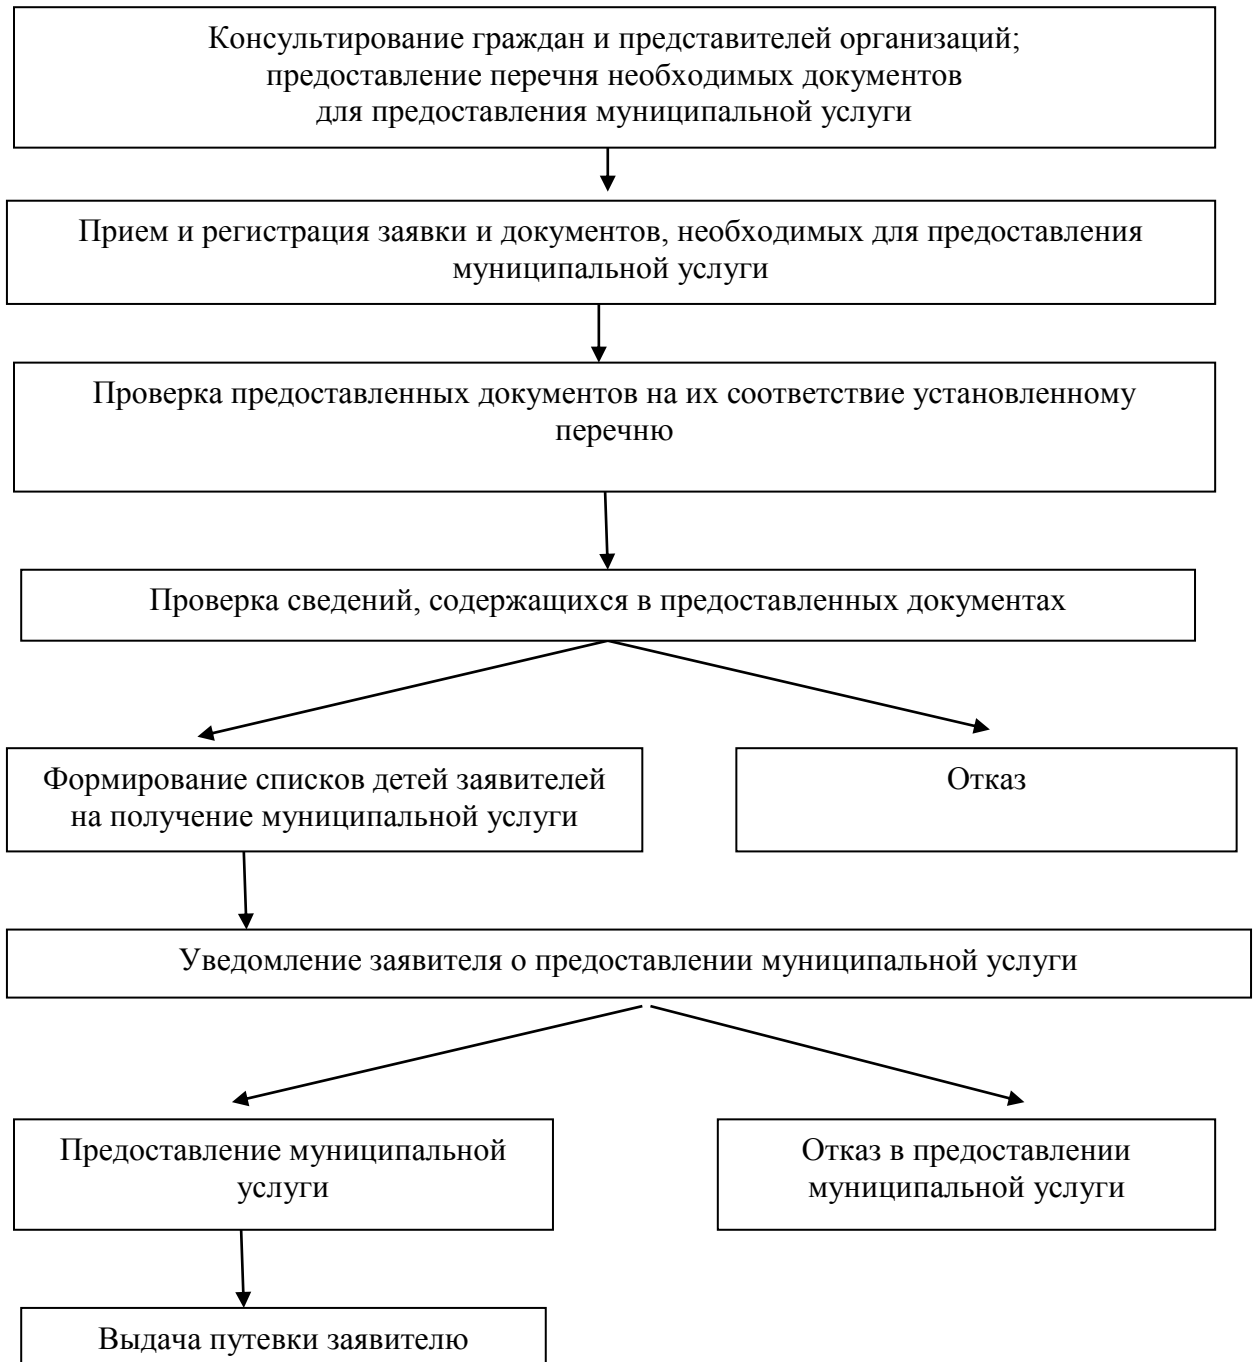 Консультирование граждан и представителей организаций;
предоставление перечня необходимых документов
для предоставления муниципальной услуги
Прием и регистрация заявки и документов, необходимых для предоставления
муниципальной услуги
Проверка предоставленных документов на их соответствие установленному
перечню
Проверка сведений, содержащихся в предоставленных документах
Формирование списков детей заявителей
на получение муниципальной услуги
Отказ
Уведомление заявителя о предоставлении муниципальной услуги
Предоставление муниципальной
услуги
Отказ в предоставлении
муниципальной услуги
Выдача путевки заявителю